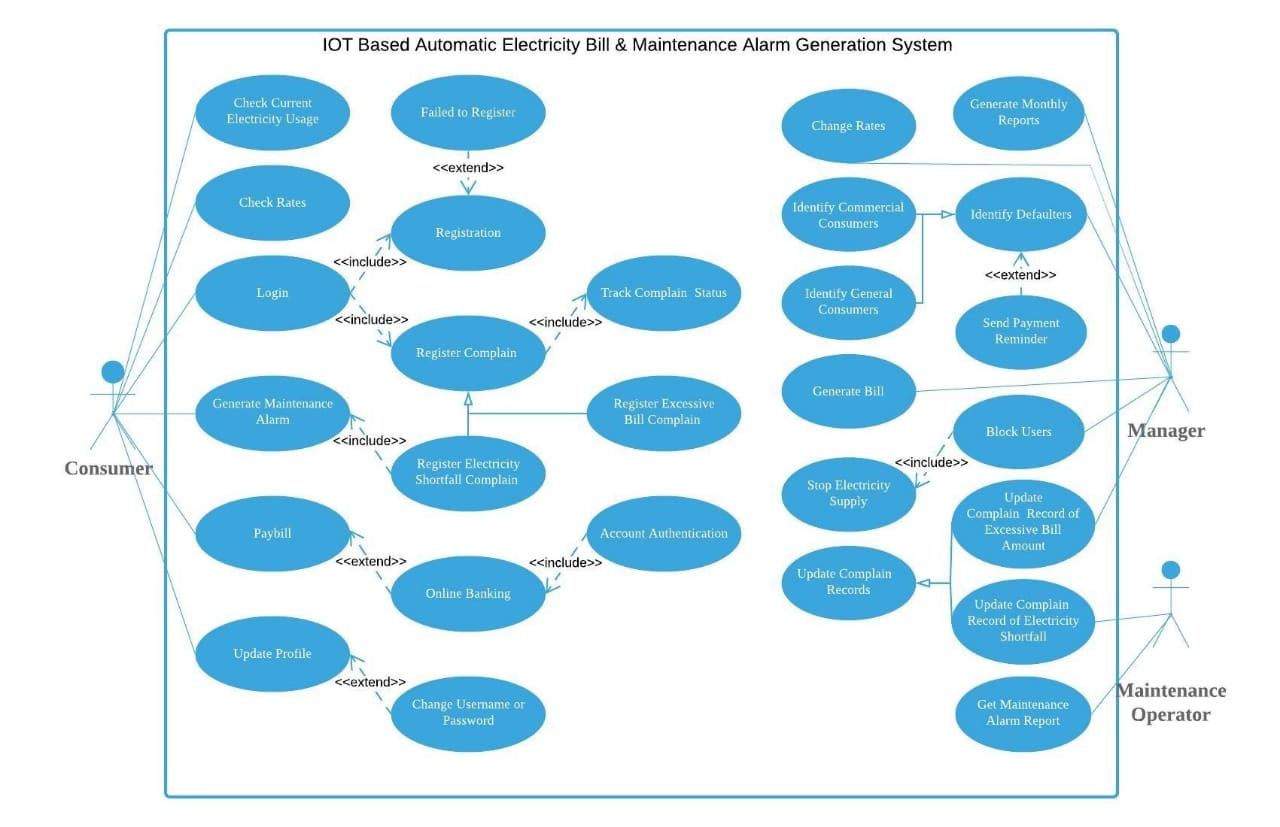 IOT Based Automatic Electricity Bill & Maintenance Alarm Generation System
Check Current
Electricity Usage
Failed to Register
<<extend>>
Check Rates
Registration
<<include>>
Login
<<include>>
Track Complain Status
<<include>>
Register Complain
Generate Maintenance
Alarm
<<include>>
Register Excessive
Bill Complain
Register Electricity
Shortfall Complain
Consumer
Paybill
<<extend>>
Account Authentication
<<include>>
Online Banking
Update Profile
<<extend>>
Change Username or
Password
Change Rates
Generate Monthly
Reports
Identify Commercial
Consumers
Identify Defaulters
<<extend>>
Identify General
Consumers
Send Payment
Reminder
Generate Bill
Manager
Block Users
<<include>>
Stop Electricity
Supply
Update
Complain Record of
Excessive Bill
Amount
Update Complain
Records
Update Complain
Record of Electricity
Shortfall
Maintenance
Operator
Get Maintenance
Alarm Report